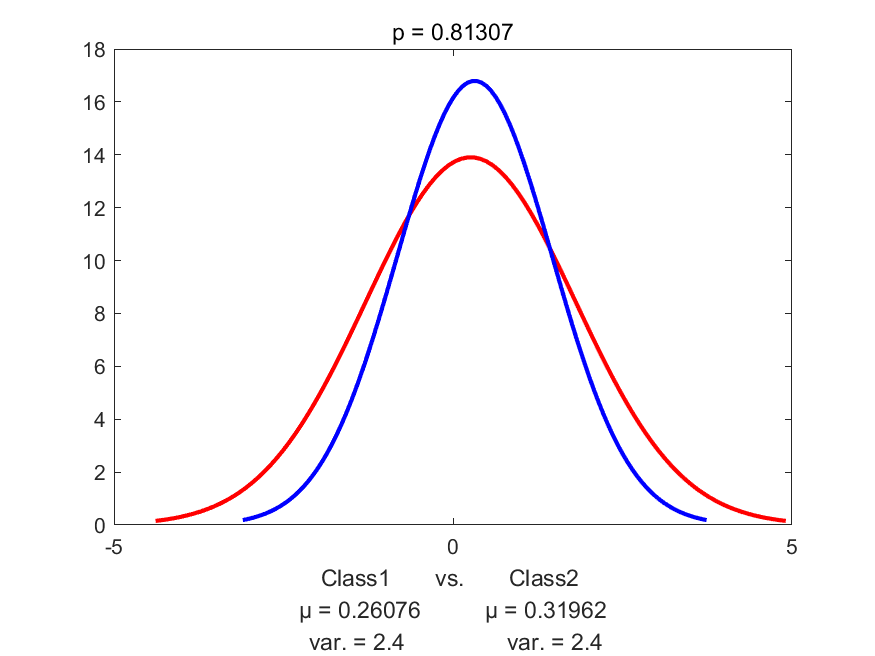 p = 0.81307
18
16
14
12
10
8
6
4
2
0
-5 0 5
Class1 vs. Class2
μ = 0.26076 μ = 0.31962
var. = 2.4 var. = 2.4